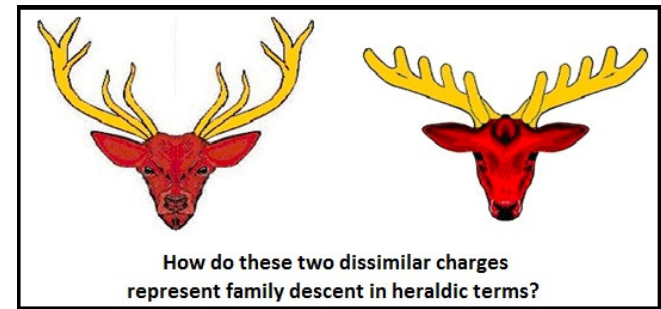 How do these two dissimilar charges
represent family descent in heraldic terms?